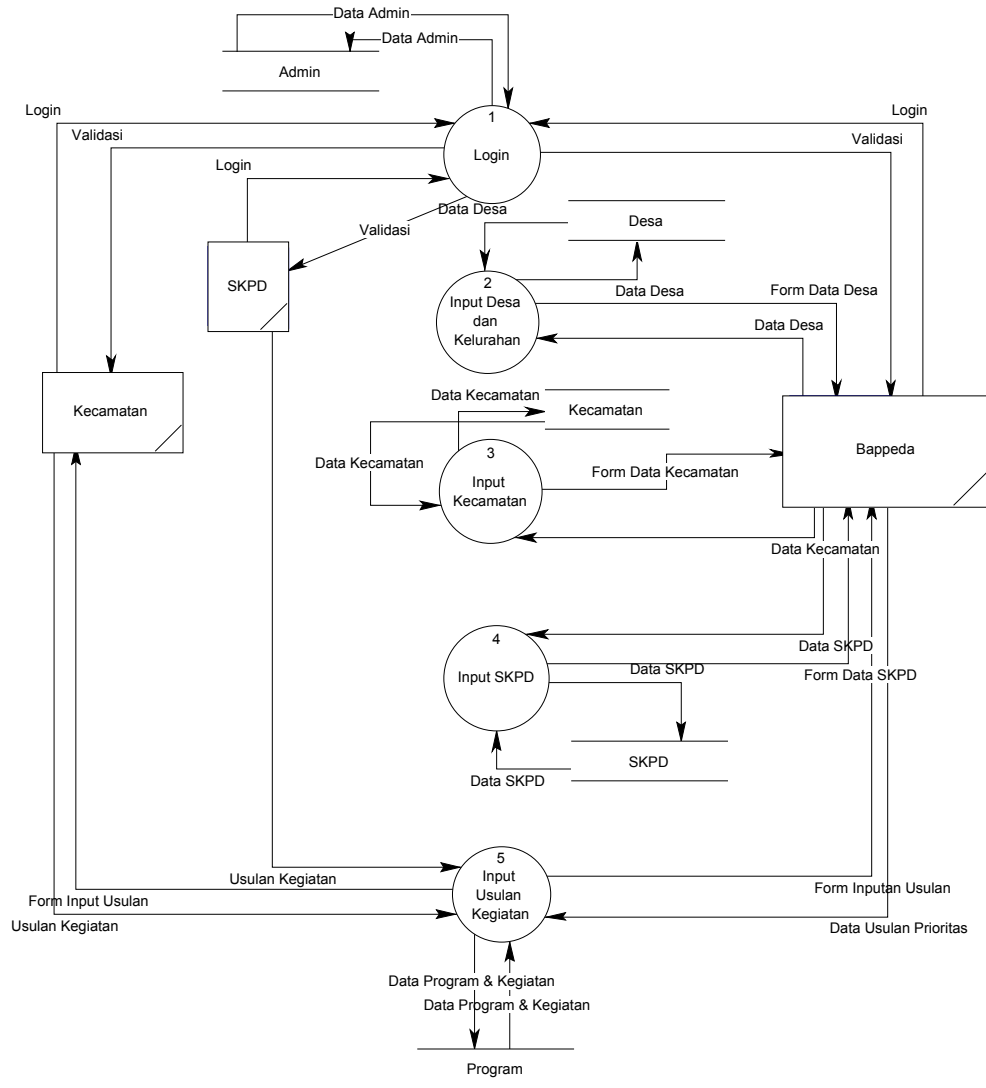 Data Admin
Data Admin
Admin
Login
Login
1
Login
Validasi
Validasi
Login
Data Desa
Validasi
Desa
SKPD
2
Input Desa
dan
Kelurahan
Data Desa
Form Data Desa
Data Desa
Data Kecamatan
Kecamatan
Kecamatan
Bappeda
3
Input
Kecamatan
Data Kecamatan
Form Data Kecamatan
Data Kecamatan
4
Input SKPD
Data SKPD
Data SKPD
Form Data SKPD
SKPD
Data SKPD
5
Input
Usulan
Kegiatan
Usulan Kegiatan
Form Inputan Usulan
Form Input Usulan
Usulan Kegiatan
Data Usulan Prioritas
Data Program & Kegiatan
Data Program & Kegiatan
Program